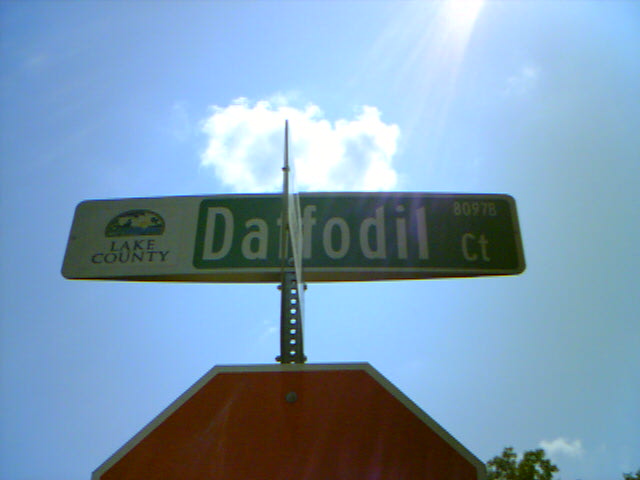 LAKE
COUNTY
Daffodil Ct
8097B